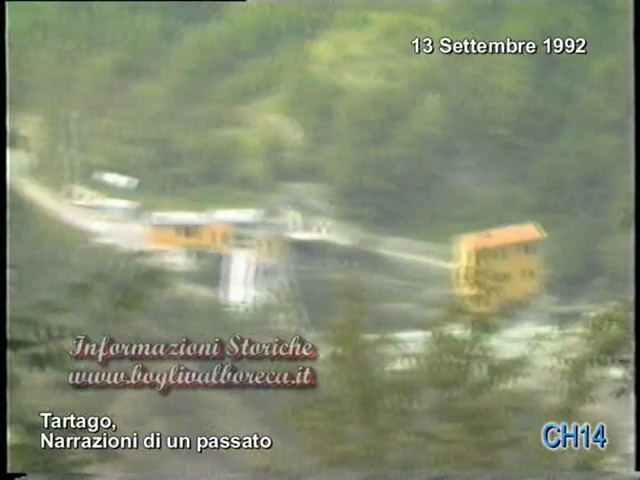 13 Settembre 1992
Informazioni Storiche
www.boglivalboreca.it
Tartago,
Narrazioni di un passato
CH14